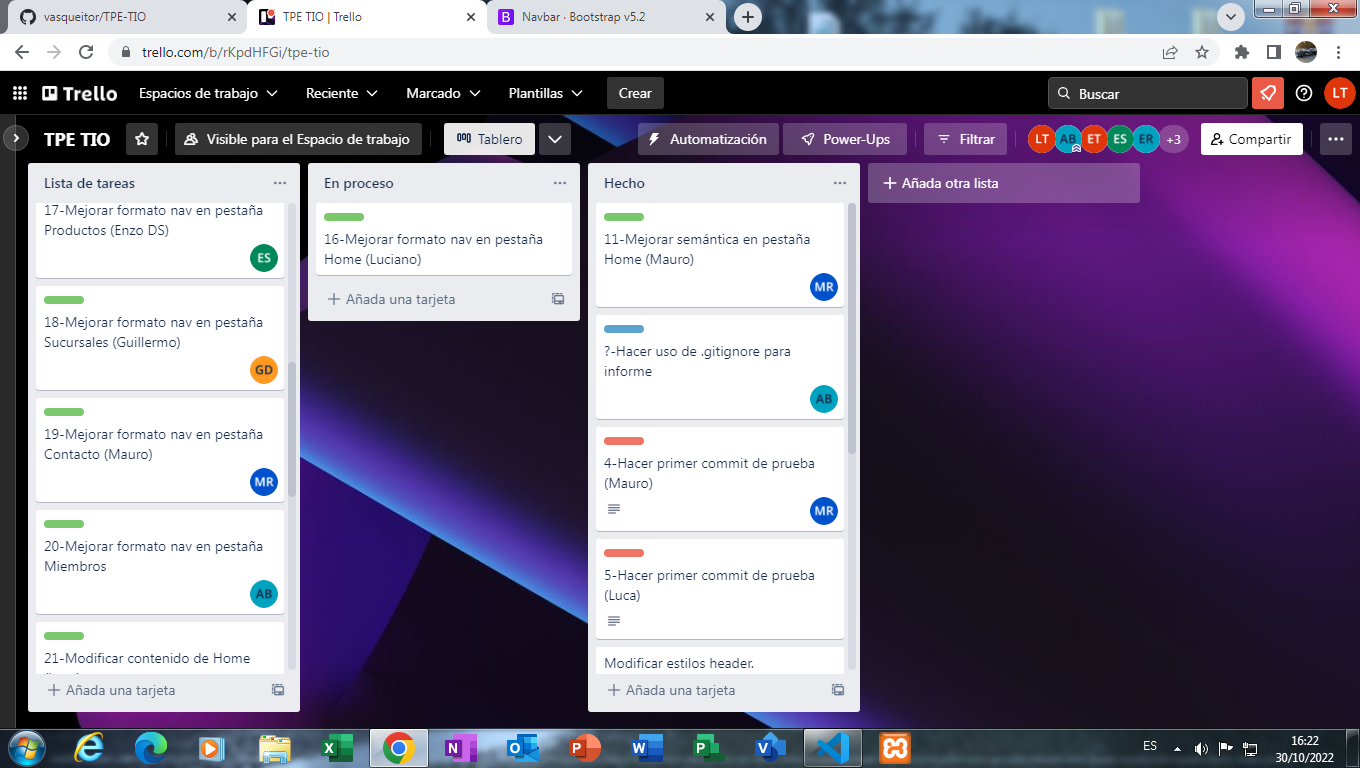 vasqueitor/TPE-TIO
TPE TIO | Trello
Navbar · Bootstrap v5.2
trello.com/b/rKpdHFGi/tpe-tio
Trello
Espacios de trabajo
Reciente
Marcado
Plantillas
Crear
Buscar
LT
TPE TIO
Visible para el Espacio de trabajo
Tablero
Automatización
Power-Ups
Filtrar
LT
AB
ET
ES
ER
+3
Compartir
Lista de tareas
17-Mejorar formato nav en pestaña
Productos (Enzo DS)
ES
18-Mejorar formato nav en pestaña
Sucursales (Guillermo)
GD
19-Mejorar formato nav en pestaña
Contacto (Mauro)
MR
20-Mejorar formato nav en pestaña
Miembros
AB
21-Modificar contenido de Home
Añada una tarjeta
En proceso
16-Mejorar formato nav en pestaña
Home (Luciano)
Añada una tarjeta
Hecho
11-Mejorar semántica en pestaña
Home (Mauro)
MR
?-Hacer uso de .gitignore para
informe
AB
4-Hacer primer commit de prueba
(Mauro)
MR
5-Hacer primer commit de prueba
(Luca)
Modificar estilos header.
Añada una tarjeta
Añada otra lista
ES
16:22
30/10/2022